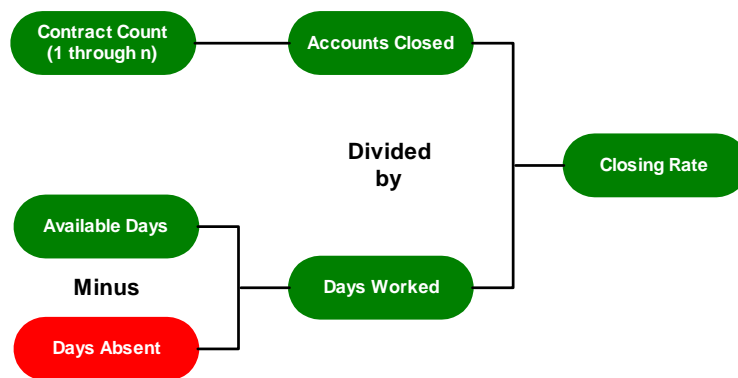 Contract Count
(1 through n)
Accounts Closed
Divided
by
Closing Rate
Available Days
Minus
Days Worked
Days Absent